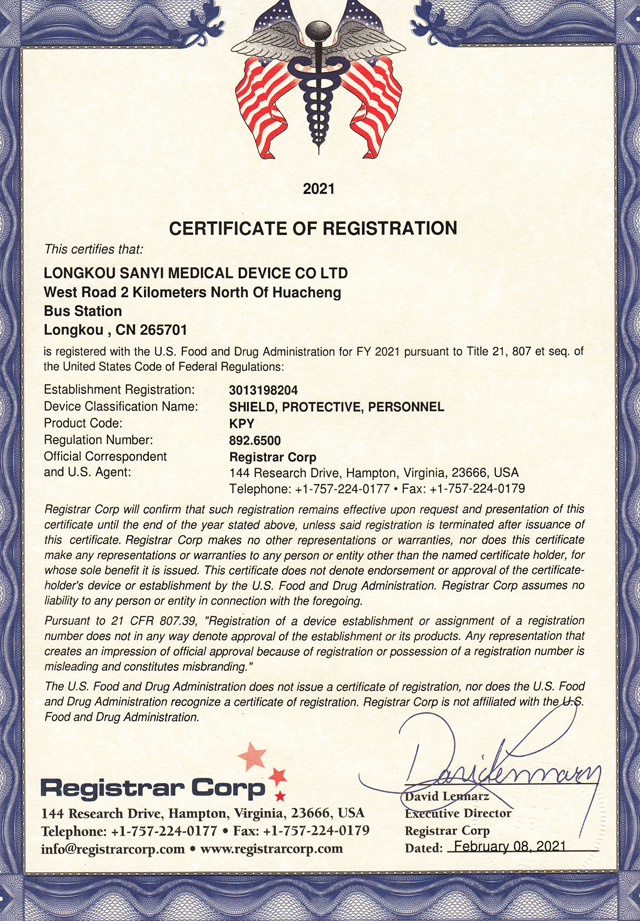 2021
CERTIFICATE OF REGISTRATION
This certifies that:
LONGKOU SANYI MEDICAL DEVICE CO LTD
West Road 2 Kilometers North Of Huacheng
Bus Station
Longkou , CN 265701
is registered with the U.S. Food and Drug Administration for FY 2021 pursuant to Title 21, 807 et seq. of
the United States Code of Federal Regulations:
Establishment Registration: 3013198204
Device Classification Name: SHIELD, PROTECTIVE, PERSONNEL
Product Code: KPY
Regulation Number: 892.6500
Official Correspondent Registrar Corp
and U.S. Agent: 144 Research Drive, Hampton, Virginia, 23666, USA
Telephone: +1-757-224-0177 • Fax: +1-757-224-0179
Registrar Corp will confirm that such registration remains effective upon request and presentation of this
certificate until the end of the year stated above, unless said registration is terminated after issuance of
this certificate. Registrar Corp makes no other representations or warranties, nor does this certificate
make any representations or warranties to any person or entity other than the named certificate holder, for
whose sole benefit it is issued. This certificate does not denote endorsement or approval of the certificate-
holder's device or establishment by the U.S. Food and Drug Administration. Registrar Corp assumes no
liability to any person or entity in connection with the foregoing.
Pursuant to 21 CFR 807.39, "Registration of a device establishment or assignment of a registration
number does not in any way denote approval of the establishment or its products. Any representation that
creates an impression of official approval because of registration or possession of a registration number is
misleading and constitutes misbranding."
The U.S. Food and Drug Administration does not issue a certificate of registration, nor does the U.S. Food
and Drug Administration recognize a certificate of registration. Registrar Corp is not affiliated with the U.S.
Food and Drug Administration.
Registrar Corp
144 Research Drive, Hampton, Virginia, 23666, USA
Telephone: +1-757-224-0177 • Fax: +1-757-224-0179
info@registrarcorp.com • www.registrarcorp.com
David Lennarz
David Lennarz
Executive Director
Registrar Corp
Dated: February 08, 2021